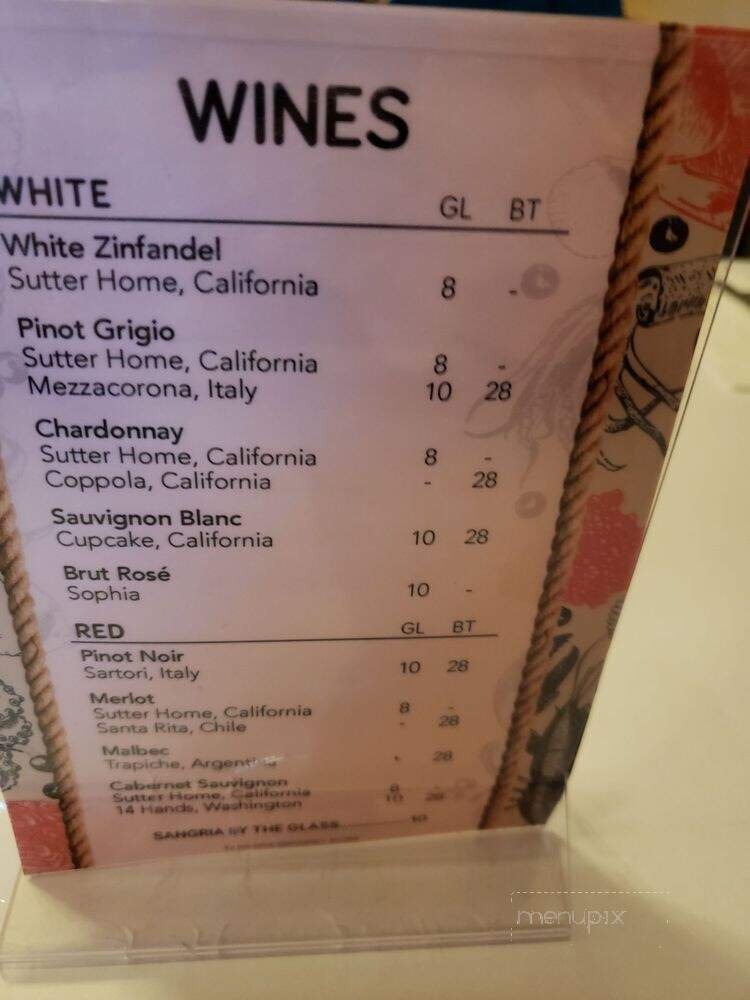 WINES
WHITE GL BT
White Zinfandel
Sutter Home, California 8 -
Pinot Grigio
Sutter Home, California 8 -
Mezzacorona, Italy 10 28
Chardonnay
Sutter Home, California 8 -
Coppola, California - 28
Sauvignon Blanc
Cupcake, California 10 28
Brut Rosé
Sophia 10 -
RED GL BT
Pinot Noir
Sartori, Italy 10 28
Merlot
Sutter Home, California 8 -
Santa Rita, Chile - 28
Malbec
Trapiche, Argentina - 28
Cabernet Sauvignon
Sutter Home, California 8 -
14 Hands, Washington 10 28
SANGRIA BY THE GLASS 10
menupix